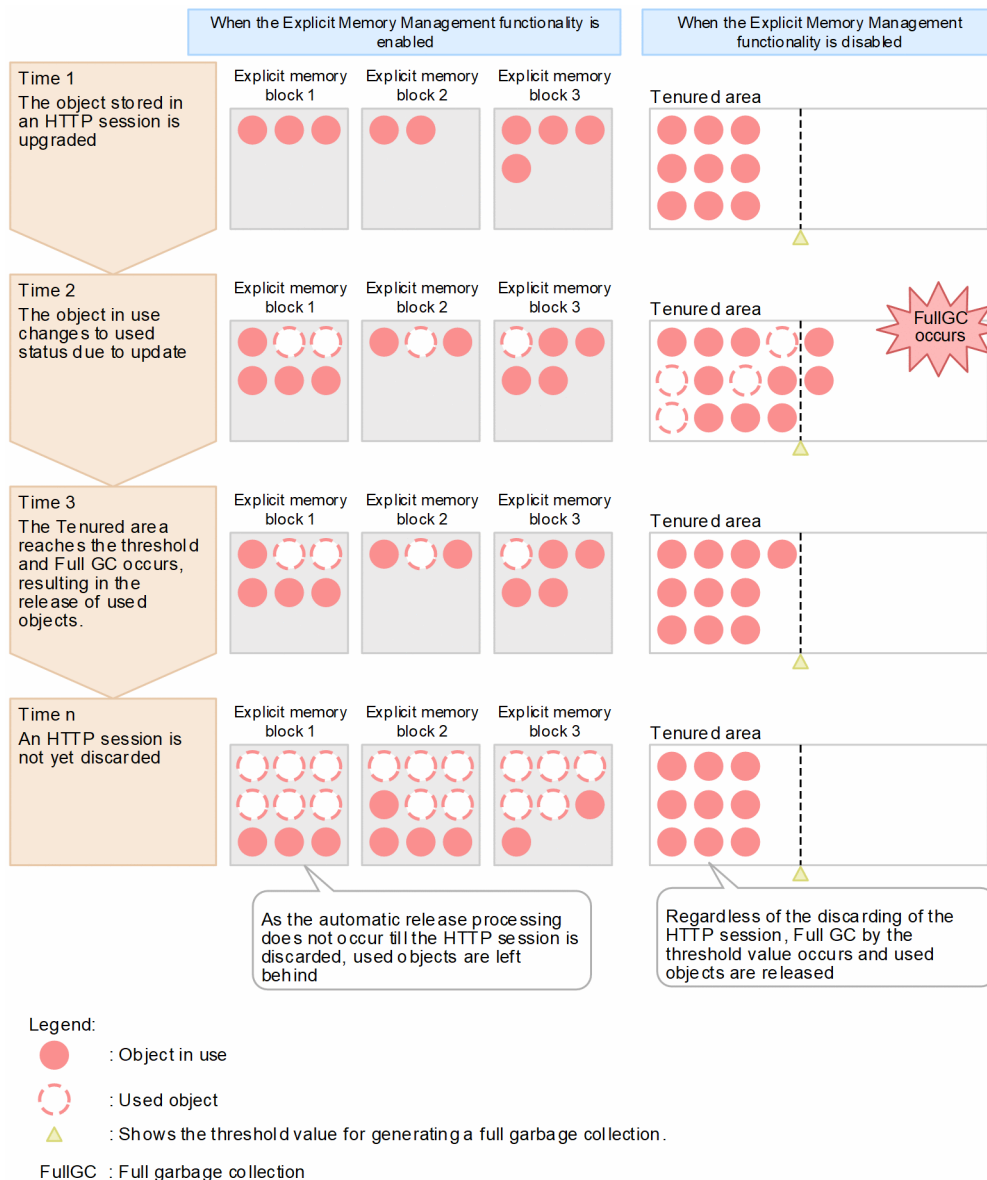 When the Explicit Memory Management functionality is
enabled
When the Explicit Memory Management
functionality is disabled
Time 1
The object stored in
an HTTP session is
upgraded
Explicit memory
block 1
Explicit memory
block 2
Explicit memory
block 3
Tenured area
Time 2
The object in use
changes to used
status due to update
Explicit memory
block 1
Explicit memory
block 2
Explicit memory
block 3
Tenured area
FullGC
occurs
Time 3
The Tenured area
reaches the threshold
and Full GC occurs,
resulting in the
release of used
objects.
Explicit memory
block 1
Explicit memory
block 2
Explicit memory
block 3
Tenured area
Time n
An HTTP session is
not yet discarded
Explicit memory
block 1
Explicit memory
block 2
Explicit memory
block 3
Tenured area
As the automatic release processing
does not occur till the HTTP session is
discarded, used objects are left
behind
Regardless of the discarding of the
HTTP session, Full GC by the
threshold value occurs and used
objects are released
Legend:
: Object in use
: Used object
: Shows the threshold value for generating a full garbage collection.
FullGC : Full garbage collection